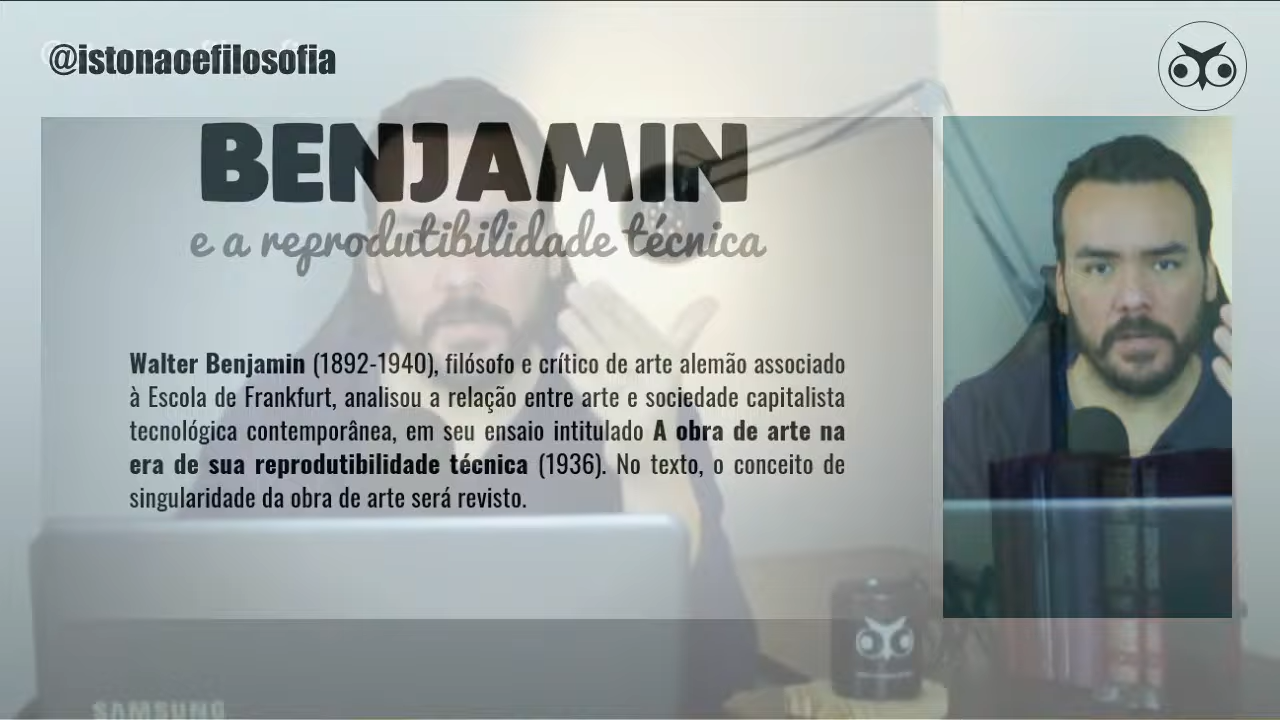 @istonaoefilosofia
BENJAMIN
e a reprodutibilidade técnica
Walter Benjamin (1892-1940), filósofo e crítico de arte alemão associado
à Escola de Frankfurt, analisou a relação entre arte e sociedade capitalista
tecnológica contemporânea, em seu ensaio intitulado A obra de arte na
era de sua reprodutibilidade técnica (1936). No texto, o conceito de
singularidade da obra de arte será revisto.
SAMSUNG